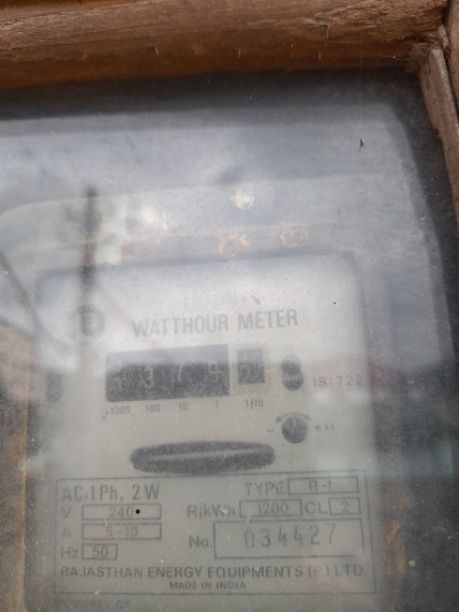 WATTHOUR METER
IS:722
1000 100 10 1 1/10
- + LL
AC, 1Ph, 2W TYPE R-1
V 240 R/kWh 1200 CL 2
A 5-10
Hz 50 No. 034427
RAJASTHAN ENERGY EQUIPMENTS (P) LTD.
MADE IN INDIA